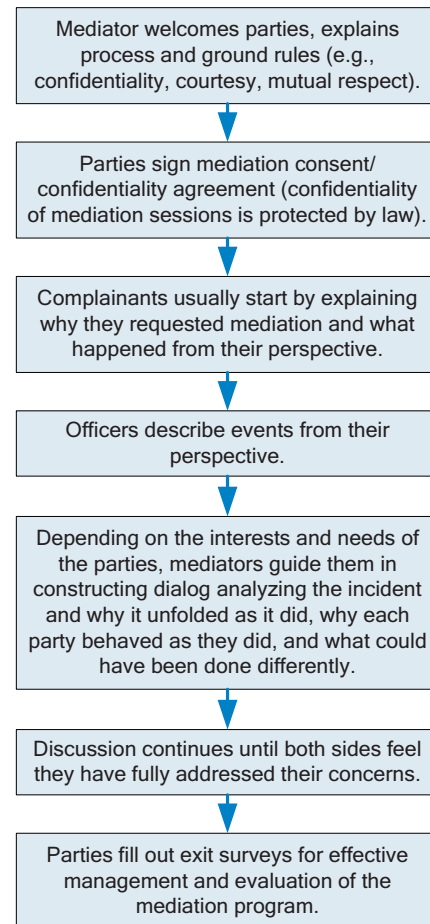 Mediator welcomes parties, explains
process and ground rules (e.g.,
confidentiality, courtesy, mutual respect).
Parties sign mediation consent/
confidentiality agreement (confidentiality
of mediation sessions is protected by law).
Complainants usually start by explaining
why they requested mediation and what
happened from their perspective.
Officers describe events from their
perspective.
Depending on the interests and needs of
the parties, mediators guide them in
constructing dialog analyzing the incident
and why it unfolded as it did, why each
party behaved as they did, and what could
have been done differently.
Discussion continues until both sides feel
they have fully addressed their concerns.
Parties fill out exit surveys for effective
management and evaluation of the
mediation program.